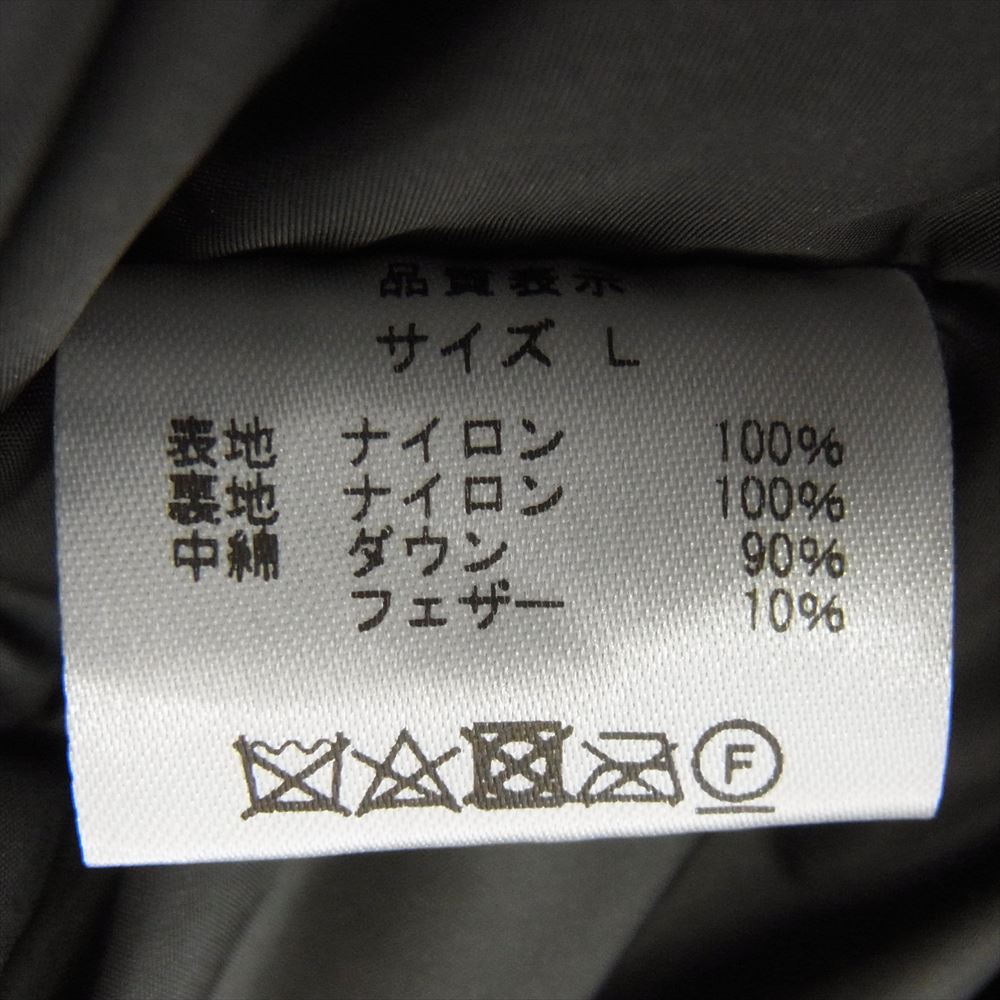 品質表示
サイズ L
表地 ナイロン 100%
裏地 ナイロン 100%
中綿 ダウン 90%
フェザー 10%
F